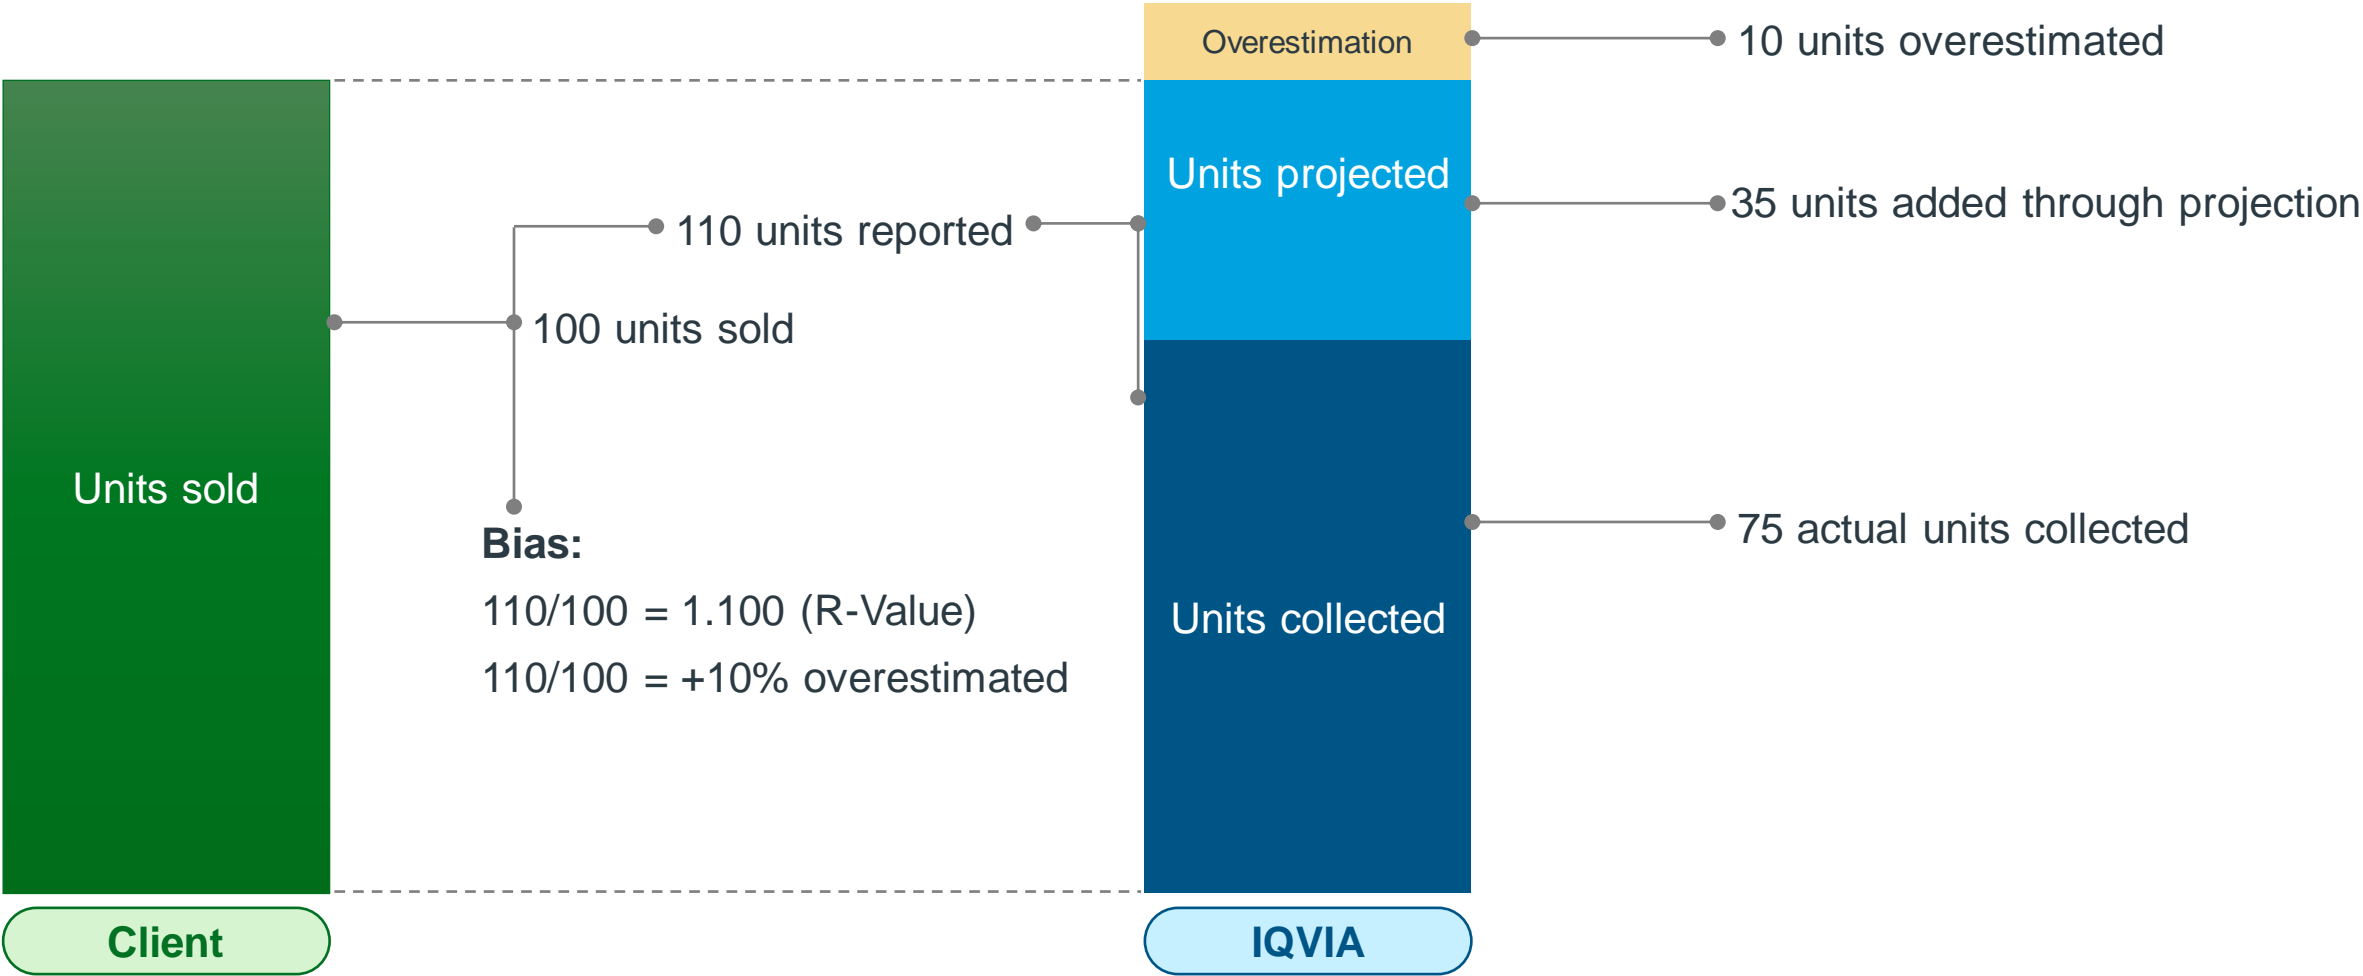 Overestimation
10 units overestimated
Units projected
35 units added through projection
110 units reported
100 units sold
Units sold
75 actual units collected
Bias:
110/100 = 1.100 (R-Value)
110/100 = +10% overestimated
Units collected
Client
IQVIA